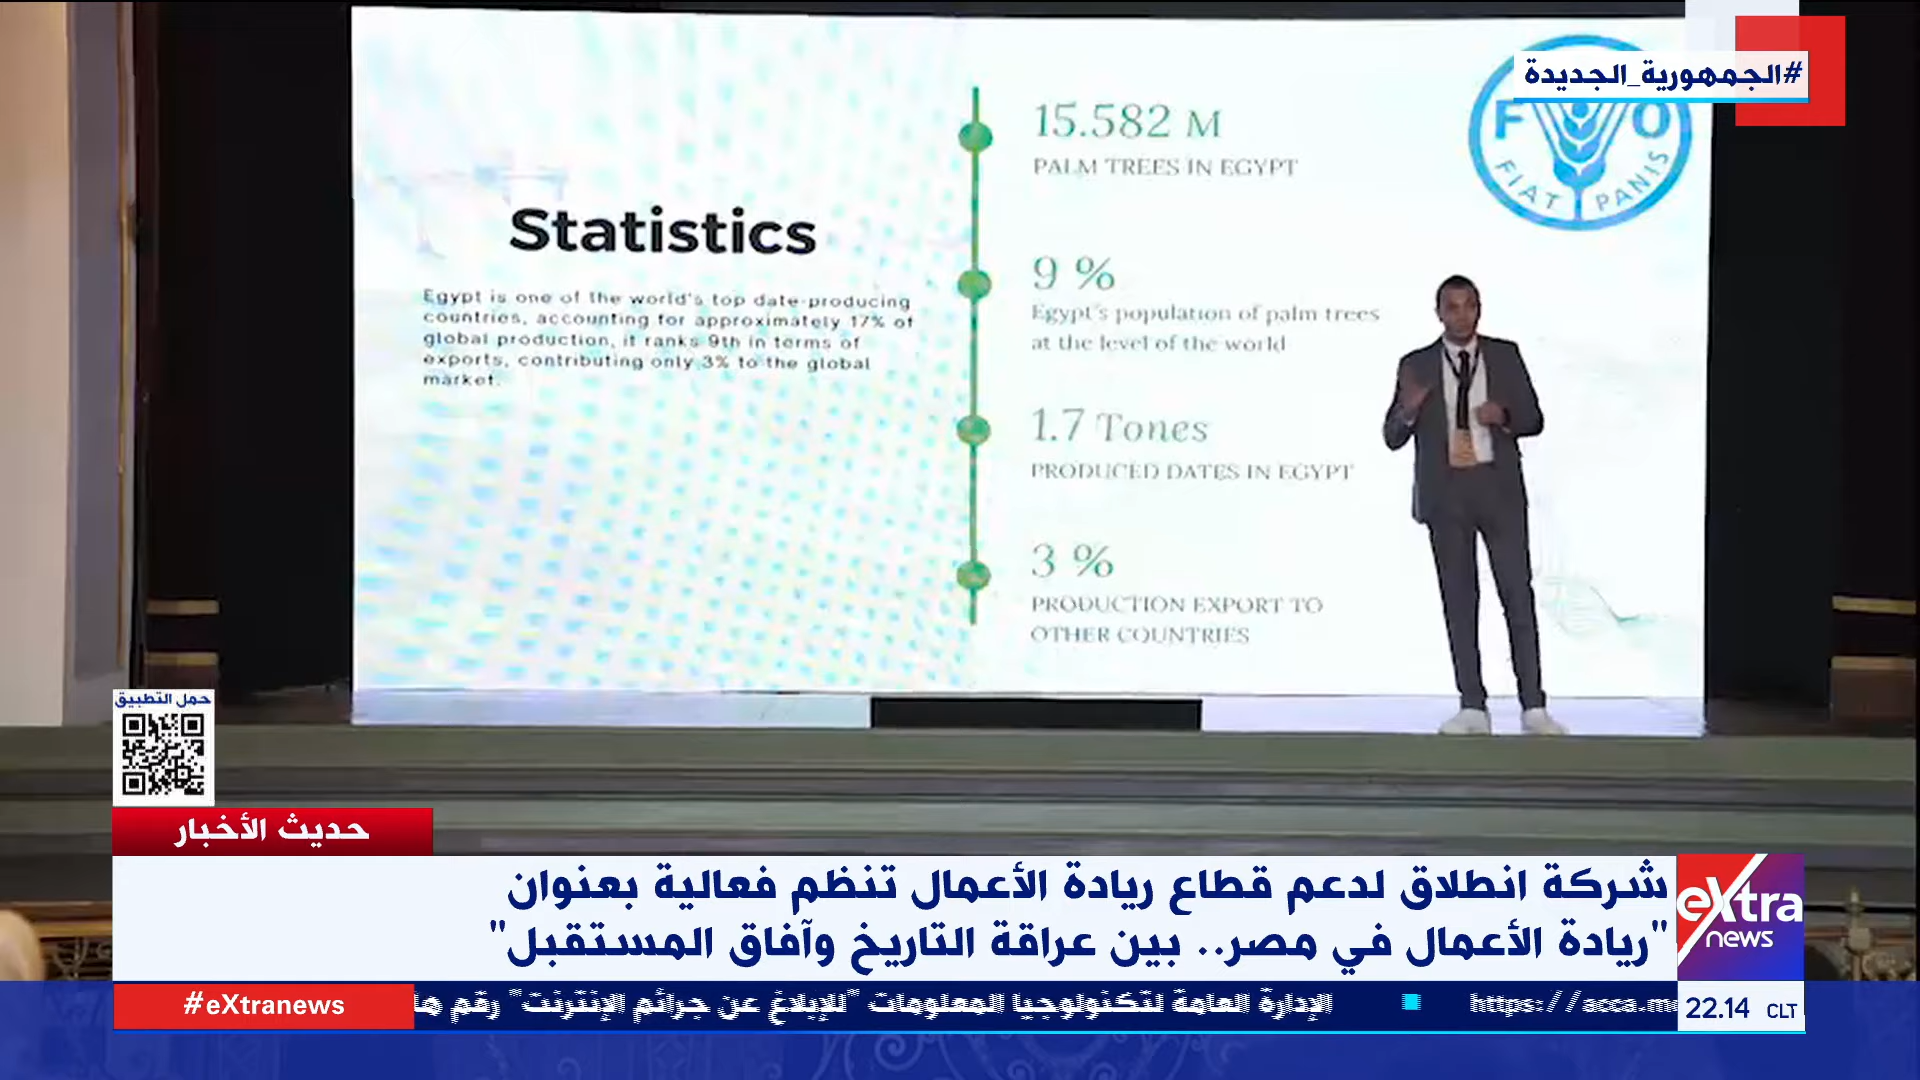 #الجمهورية_الجديدة
F O
FIAT PANIS
Statistics
Egypt is one of the world's top date-producing
countries, accounting for approximately 17% of
global production, it ranks 9th in terms of
exports, contributing only 3% to the global
market.
15.582 M
PALM TREES IN EGYPT
9 %
Egypt's population of palm trees
at the level of the world
1.7 Tones
PRODUCED DATES IN EGYPT
3 %
PRODUCTION EXPORT TO
OTHER COUNTRIES
حمل التطبيق
حديث الأخبار
شركة انطلاق لدعم قطاع ريادة الأعمال تنظم فعالية بعنوان
"ريادة الأعمال في مصر.. بين عراقة التاريخ وآفاق المستقبل"
eXtra
news
#eXtranews
الإدارة العامة لتكنولوجيا المعلومات "للإبلاغ عن جرائم الإنترنت" رقم
https://acca.m
22.14 CLT